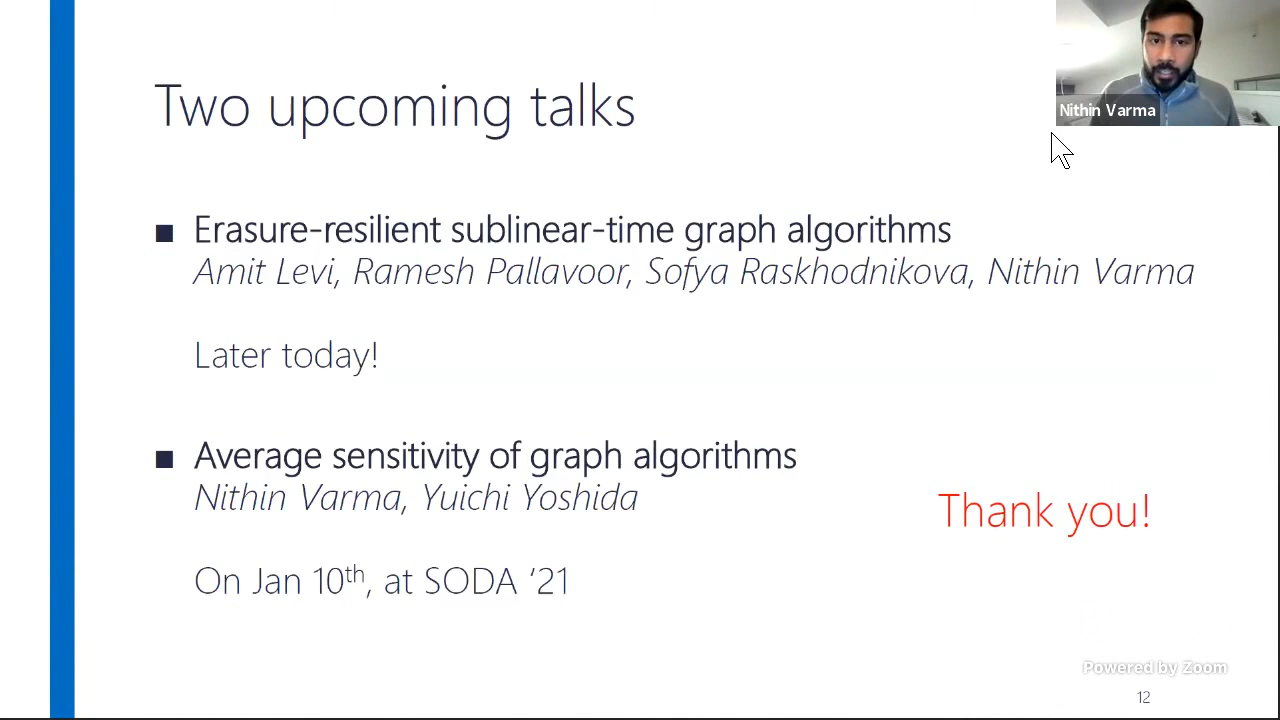 Two upcoming talks
Nithin Varma
■ Erasure-resilient sublinear-time graph algorithms
Amit Levi, Ramesh Pallavoor, Sofya Raskhodnikova, Nithin Varma
Later today!
■ Average sensitivity of graph algorithms
Nithin Varma, Yuichi Yoshida
Thank you!
On Jan 10th, at SODA ‘21
Powered by Zoom
12